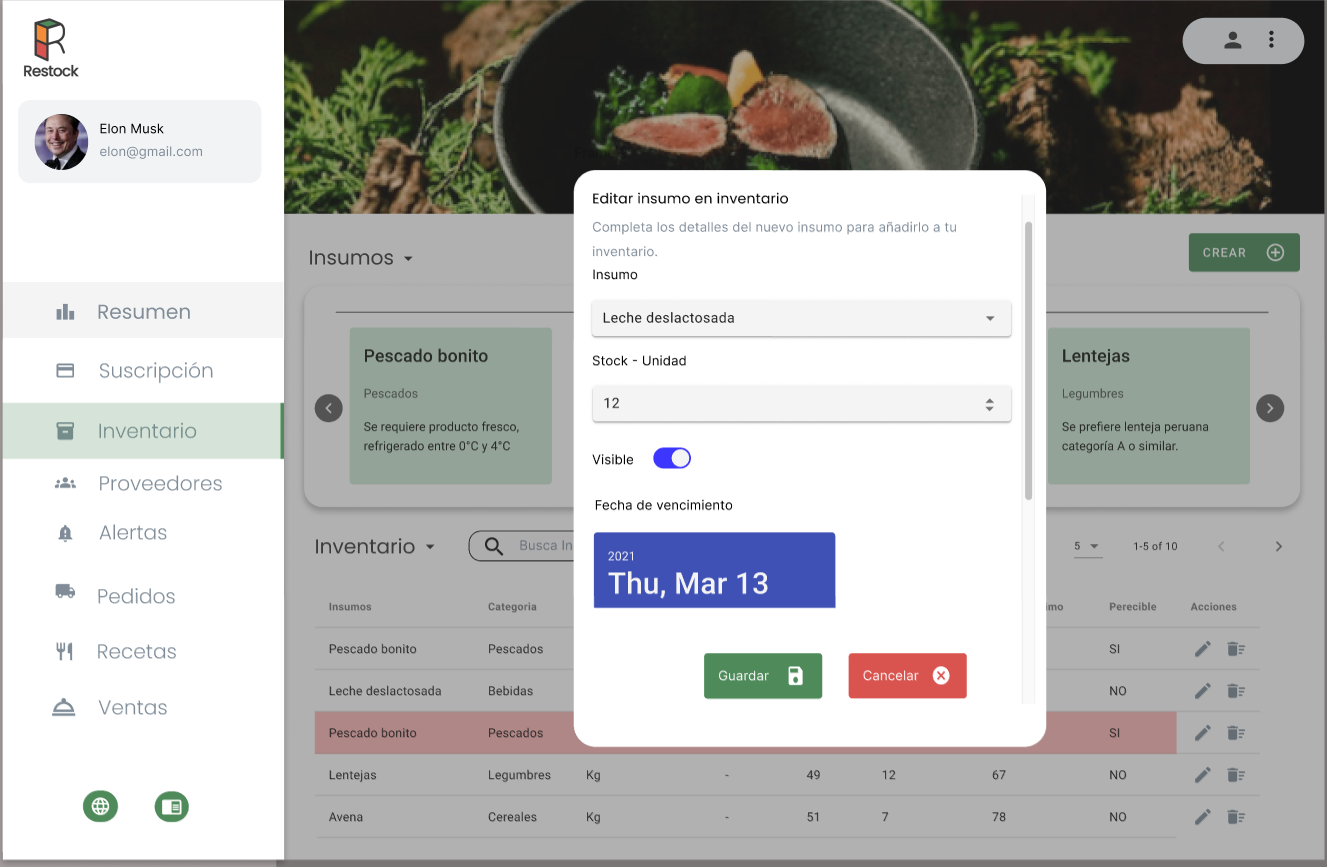 Restock
Elon Musk
elon@gmail.com
Resumen
Suscripción
Inventario
Proveedores
Alertas
Pedidos
Recetas
Ventas
Insumos
CREAR
Pescado bonito
Pescados
Se requiere producto fresco,
refrigerado entre 0°C y 4°C
Lentejas
Legumbres
Se prefiere lenteja peruana
categoría A o similar.
Editar insumo en inventario
Completa los detalles del nuevo insumo para añadirlo a tu
inventario.
Insumo
Leche deslactosada
Stock - Unidad
12
Visible
Fecha de vencimiento
2021
Thu, Mar 13
Guardar
Cancelar
Inventario
Busca In
5
1-5 of 10
Insumos Categoria mo Perecible Acciones
Pescado bonito Pescados SI
Leche deslactosada Bebidas NO
Pescado bonito Pescados SI
Lentejas Legumbres Kg - 49 12 67 NO
Avena Cereales Kg - 51 7 78 NO